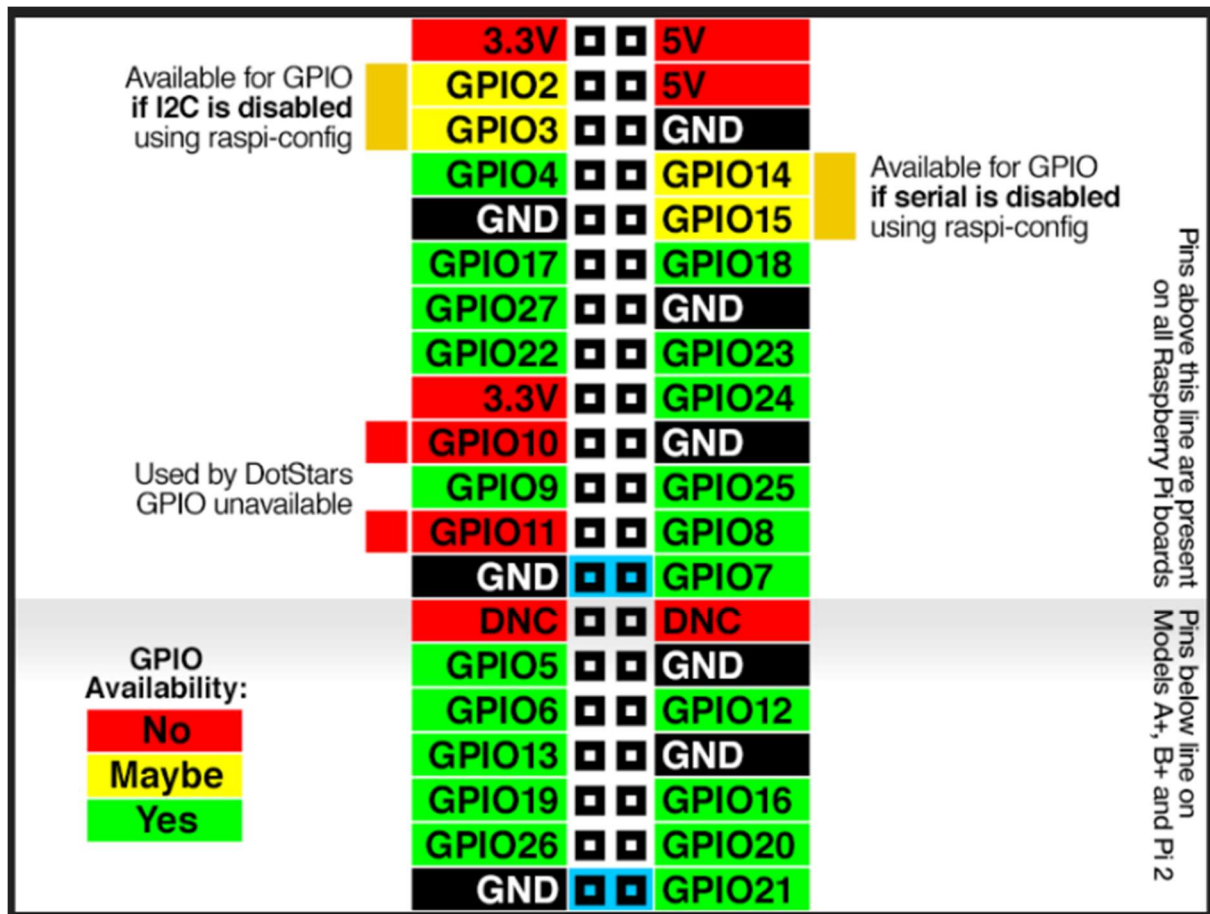 3.3V 5V
Available for GPIO
if I2C is disabled
using raspi-config
GPIO2 5V
GPIO3 GND
GPIO4 GPIO14
GND GPIO15
Available for GPIO
if serial is disabled
using raspi-config
GPIO17 GPIO18
GPIO27 GND
GPIO22 GPIO23
3.3V GPIO24
GPIO10 GND
Used by DotStars
GPIO unavailable
GPIO9 GPIO25
GPIO11 GPIO8
GND GPIO7
Pins above this line are present
on all Raspberry Pi boards
DNC DNC
GPIO5 GND
GPIO6 GPIO12
GPIO13 GND
GPIO19 GPIO16
GPIO26 GPIO20
GND GPIO21
Pins below line on
Models A+, B+ and Pi 2
GPIO
Availability:
No
Maybe
Yes